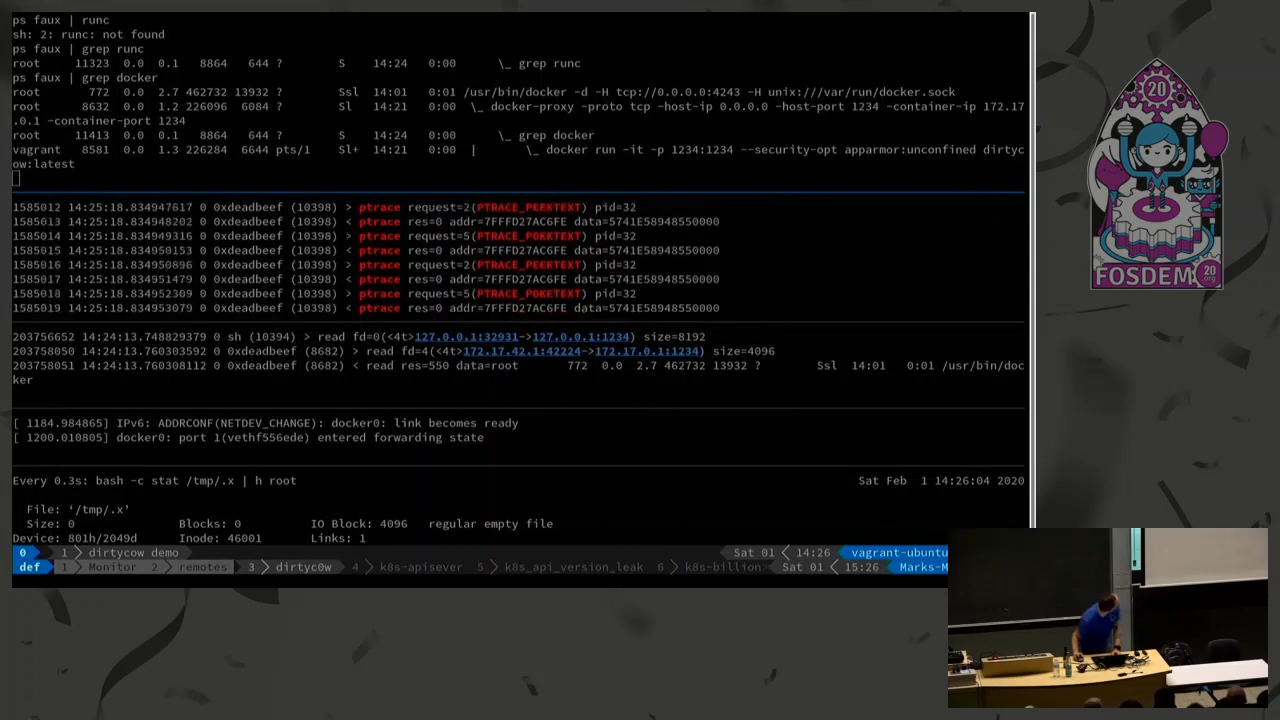 ps faux | runc
sh: 2: runc: not found
ps faux | grep runc
root     11323  0.0  0.1   8864   644 ?        S    14:24   0:00      \_ grep runc
ps faux | grep docker
root       772  0.0  2.7 462732 13932 ?        Ssl  14:01   0:01 /usr/bin/docker -d -H tcp://0.0.0.0:4243 -H unix:///var/run/docker.sock
root      8632  0.0  1.2 226096  6084 ?        Sl   14:21   0:00  \_ docker-proxy -proto tcp -host-ip 0.0.0.0 -host-port 1234 -container-ip 172.17
.0.1 -container-port 1234
root     11413  0.0  0.1   8864   644 ?        S    14:24   0:00      \_ grep docker
vagrant   8581  0.0  1.3 226284  6644 pts/1    Sl+  14:21   0:00  |       \_ docker run -it -p 1234:1234 --security-opt apparmor:unconfined dirtyc
ow:latest
1585012 14:25:18.834947617 0 0xdeadbeef (10398) > ptrace request=2(PTRACE_PEEKTEXT) pid=32
1585013 14:25:18.834948202 0 0xdeadbeef (10398) < ptrace res=0 addr=7FFFD27AC6FE data=5741E58948550000
1585014 14:25:18.834949316 0 0xdeadbeef (10398) > ptrace request=5(PTRACE_POKETEXT) pid=32
1585015 14:25:18.834950153 0 0xdeadbeef (10398) < ptrace res=0 addr=7FFFD27AC6FE data=5741E58948550000
1585016 14:25:18.834950896 0 0xdeadbeef (10398) > ptrace request=2(PTRACE_PEEKTEXT) pid=32
1585017 14:25:18.834951479 0 0xdeadbeef (10398) < ptrace res=0 addr=7FFFD27AC6FE data=5741E58948550000
1585018 14:25:18.834952309 0 0xdeadbeef (10398) > ptrace request=5(PTRACE_POKETEXT) pid=32
1585019 14:25:18.834953079 0 0xdeadbeef (10398) < ptrace res=0 addr=7FFFD27AC6FE data=5741E58948550000
203756652 14:24:13.748829379 0 sh (10394) > read fd=0(<4t>127.0.0.1:32931->127.0.0.1:1234) size=8192
203758050 14:24:13.760303592 0 0xdeadbeef (8682) > read fd=4(<4t>172.17.42.1:42224->172.17.0.1:1234) size=4096
203758051 14:24:13.760308112 0 0xdeadbeef (8682) < read res=550 data=root       772  0.0  2.7 462732 13932 ?        Ssl  14:01   0:01 /usr/bin/doc
ker
[ 1184.984865] IPv6: ADDRCONF(NETDEV_CHANGE): docker0: link becomes ready
[ 1200.010805] docker0: port 1(vethf556ede) entered forwarding state
Every 0.3s: bash -c stat /tmp/.x | h root                Sat Feb  1 14:26:04 2020
File: ‘/tmp/.x’
Size: 0          Blocks: 0          IO Block: 4096   regular empty file
Device: 801h/2049d      Inode: 46001       Links: 1
0 1 dirtycow demo Sat 01 14:26 vagrant-ubuntu
def 1 Monitor 2 remotes 3 dirtyc0w 4 k8s-apisever 5 k8s_api_version_leak 6 k8s-billion> Sat 01 15:26 Marks-M
20
FOSDEM 20
.org